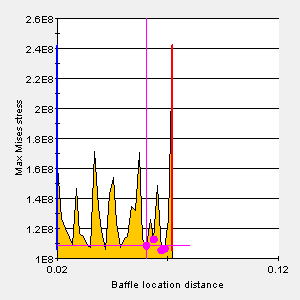 2.6E8
2.4E8
2.2E8
2E8
1.8E8
1.6E8
1.4E8
1.2E8
1E8
Max Mises stress
0.02
0.12
Baffle location distance